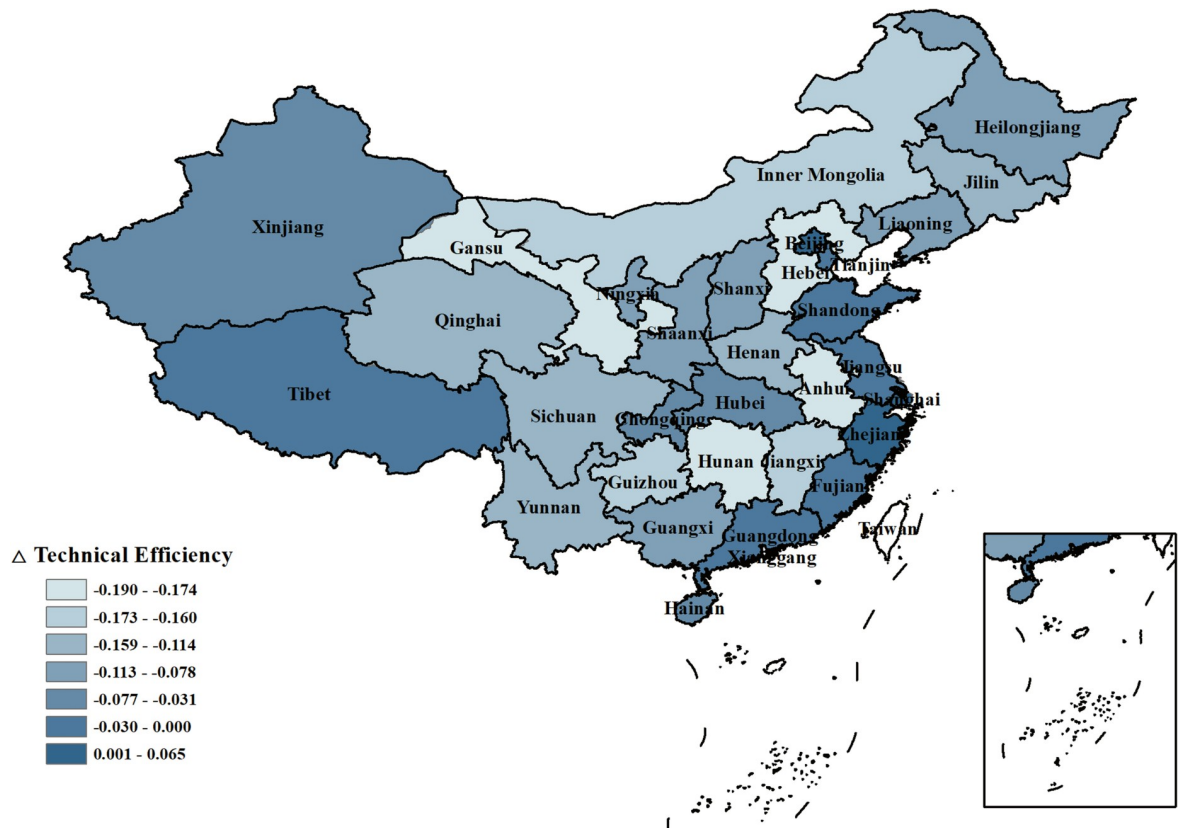 Heilongjiang
Inner Mongolia
Jilin
Xinjiang
Liaoning
Gansu
Beijing
Tianjin
Hebei
Ningxia
Shanxi
Shandong
Qinghai
Shaanxi
Henan
Jiangsu
Tibet
Anhui
Shanghai
Sichuan
Chongqing
Hubei
Zhejian
Hunan
Jiangxi
Guizhou
Fujian
Yunnan
Guangxi
Guangdong
Taiwan
Xianggang
Hainan
△ Technical Efficiency
-0.190 - -0.174
-0.173 - -0.160
-0.159 - -0.114
-0.113 - -0.078
-0.077 - -0.031
-0.030 - 0.000
0.001 - 0.065